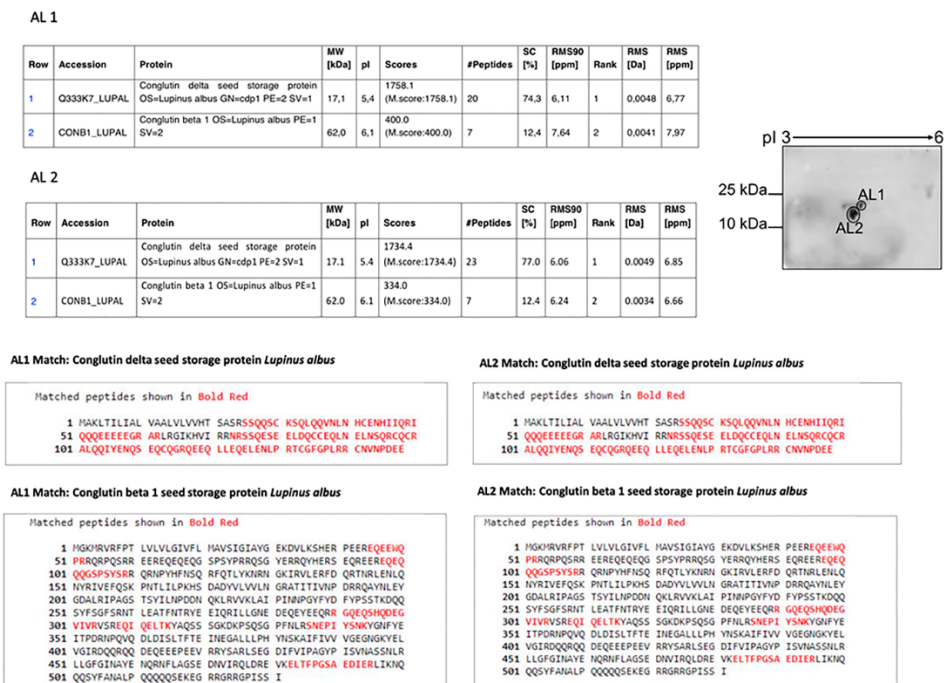 AL 1
Row Accession Protein MW [kDa] pI Scores #Peptides SC [%] RMS90 [ppm] Rank RMS [Da] RMS [ppm]
1 Q333K7_LUPAL Conglutin delta seed storage protein OS=Lupinus albus GN=cdp1 PE=2 SV=1 17,1 5,4 1758.1 (M.score:1758.1) 20 74,3 6,11 1 0,0048 6,77
2 CONB1_LUPAL Conglutin beta 1 OS=Lupinus albus PE=1 SV=2 62,0 6,1 400.0 (M.score:400.0) 7 12,4 7,64 2 0,0041 7,97
AL 2
Row Accession Protein MW [kDa] pI Scores #Peptides SC [%] RMS90 [ppm] Rank RMS [Da] RMS [ppm]
1 Q333K7_LUPAL Conglutin delta seed storage protein OS=Lupinus albus GN=cdp1 PE=2 SV=1 17.1 5.4 1734.4 (M.score:1734.4) 23 77.0 6.06 1 0.0049 6.85
2 CONB1_LUPAL Conglutin beta 1 OS=Lupinus albus PE=1 SV=2 62.0 6.1 334.0 (M.score:334.0) 7 12.4 6.24 2 0.0034 6.66
pI 3 6
25 kDa
10 kDa
AL1
AL2
AL1 Match: Conglutin delta seed storage protein Lupinus albus
Matched peptides shown in Bold Red
1 MAKLTILIAL VAALVLVVHT SASRSSQQSC KSQLQQVNLN HCENHIIQRI
51 QQQEEEEEGR ARLRGIKHVI RRNRSSQESE ELDQCCEQLN ELNSQRCQCR
101 ALQQIYENQS EQCQGRQEEQ LLEQELENLP RTCGFGPLRR CNVNPDEE
AL2 Match: Conglutin delta seed storage protein Lupinus albus
Matched peptides shown in Bold Red
1 MAKLTILIAL VAALVLVVHT SASRSSQQSC KSQLQQVNLN HCENHIIQRI
51 QQQEEEEEGR ARLRGIKHVI RRNRSSQESE ELDQCCEQLN ELNSQRCQCR
101 ALQQIYENQS EQCQGRQEEQ LLEQELENLP RTCGFGPLRR CNVNPDEE
AL1 Match: Conglutin beta 1 seed storage protein Lupinus albus
Matched peptides shown in Bold Red
1 MGKMRVRFPT LVLVLGIVFL MAVSIGIAYG EKDVLKSHER PEEREQEEWQ
51 PRRQRPQSRR EEREQEQEQG SPSYPRRQSG YERRQYHERS EQREEREQEQ
101 QQGSPSYSRR QRNPYHFNSQ RFQTLYKNRN GKIRVLERFD QRTNRLENLQ
151 NYRIVEFQSK PNTLILPKHS DADYVLVVLN GRATITIVNP DRRQAYNLEY
201 GDALRIPAGS TSYILNPDDN QKLRVVKLAI PINNPGYFYD FYPSSTKDQQ
251 SYFSGFSRNT LEATFNTRYE EIQRILLGNE DEQEYEEQRR GQEQSHQDEG
301 VIVRVSREQI QELTKYAQSS SGKDKPSQSG PFNLRSNEPI YSNKYGNFYE
351 ITPDRNPQVQ DLDISLTFTE INEGALLLPH YNSKAIFIVV VGEGNGKYEL
401 VGIRDQQRQQ DEQEEEPEEV RRYSARLSEG DIFVIPAGYP ISVNASSNLR
451 LLGFGINAYE NQRNFLAGSE DNVIRQLDRE VKELTFPGSA EDIERLIKNQ
501 QQSYFANALP QQQQQSEKEG RRGRRGPISS I
AL2 Match: Conglutin beta 1 seed storage protein Lupinus albus
Matched peptides shown in Bold Red
1 MGKMRVRFPT LVLVLGIVFL MAVSIGIAYG EKDVLKSHER PEEREQEEWQ
51 PRRQRPQSRR EEREQEQEQG SPSYPRRQSG YERRQYHERS EQREEREQEQ
101 QQGSPSYSRR QRNPYHFNSQ RFQTLYKNRN GKIRVLERFD QRTNRLENLQ
151 NYRIVEFQSK PNTLILPKHS DADYVLVVLN GRATITIVNP DRRQAYNLEY
201 GDALRIPAGS TSYILNPDDN QKLRVVKLAI PINNPGYFYD FYPSSTKDQQ
251 SYFSGFSRNT LEATFNTRYE EIQRILLGNE DEQEYEEQRR GQEQSHQDEG
301 VIVRVSREQI QELTKYAQSS SGKDKPSQSG PFNLRSNEPI YSNKYGNFYE
351 ITPDRNPQVQ DLDISLTFTE INEGALLLPH YNSKAIFIVV VGEGNGKYEL
401 VGIRDQQRQQ DEQEEEPEEV RRYSARLSEG DIFVIPAGYP ISVNASSNLR
451 LLGFGINAYE NQRNFLAGSE DNVIRQLDRE VKELTFPGSA EDIERLIKNQ
501 QQSYFANALP QQQQQSEKEG RRGRRGPISS I